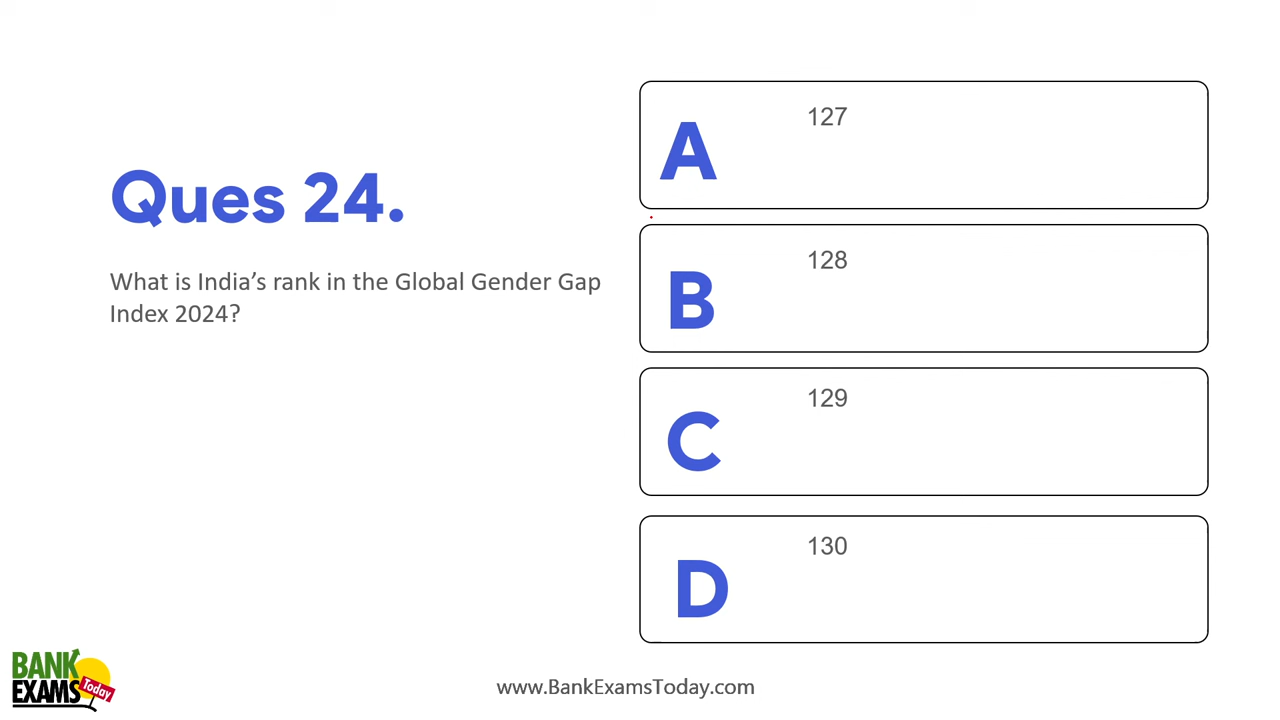 Ques 24.
What is India’s rank in the Global Gender Gap
Index 2024?
A 127
B 128
C 129
D 130
BANK
EXAMS
Today
www.BankExamsToday.com